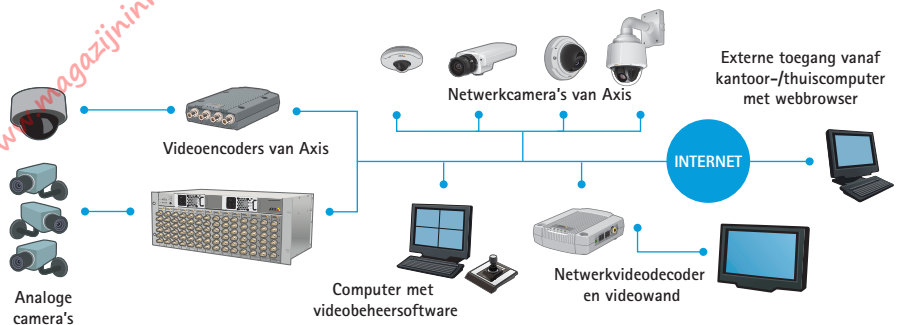 www.magazijninr
Externe toegang vanaf
kantoor-/thuiscomputer
met webbrowser
Netwerkcamera's van Axis
Videoencoders van Axis
INTERNET
Analoge
camera's
Computer met
videobeheersoftware
Netwerkvideodecoder
en videowand